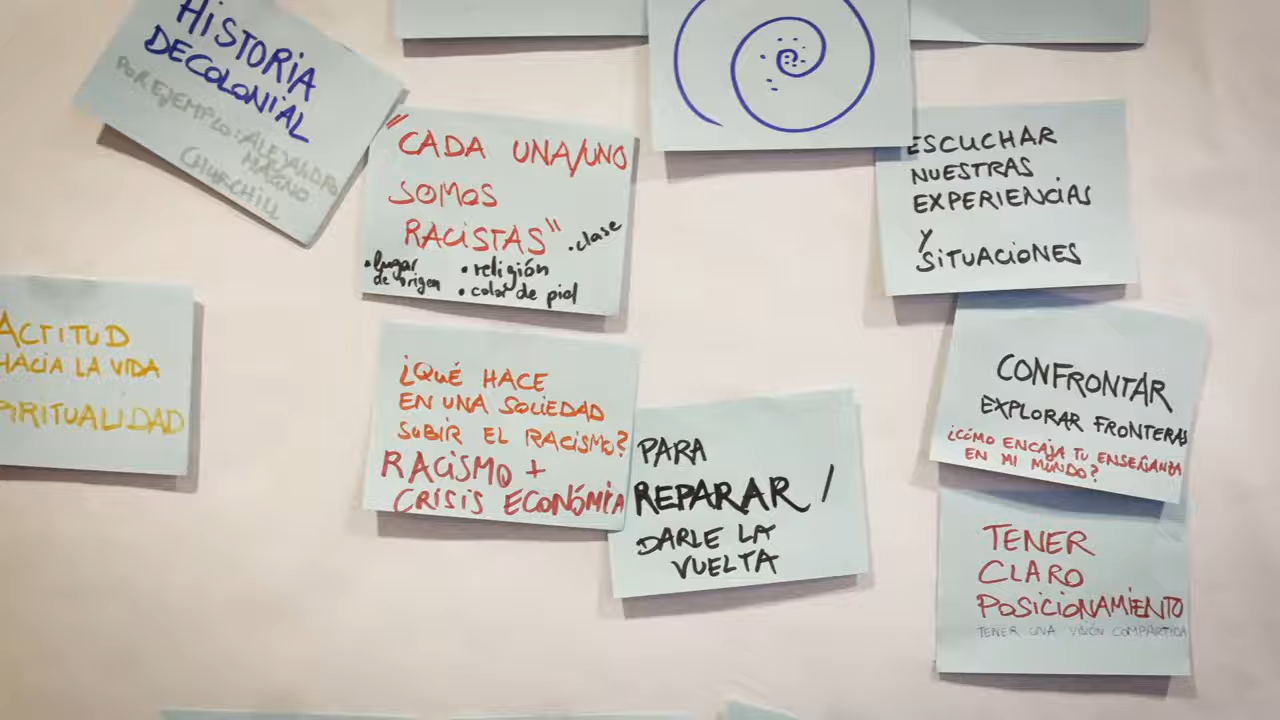 HISTORIA
DECOLONIAL
POR EJEMPLO: ALEJANDRO
MAGNO
CHURCHILL
"CADA UNA/UNO
SOMOS
RACISTAS"
• clase
• lugar
de origen
• religión
• color de piel
ESCUCHAR
NUESTRAS
EXPERIENCIAS
Y
SITUACIONES
ACTITUD
HACIA LA VIDA
PIRITUALIDAD
¿QUÉ HACE
EN UNA SOCIEDAD
SUBIR EL RACISMO?
RACISMO +
CRISIS ECONÓMIA
PARA
REPARAR /
DARLE LA
VUELTA
CONFRONTAR
EXPLORAR FRONTERAS
¿CÓMO ENCAJA TU ENSEÑANZA
EN MI MUNDO?
TENER
CLARO
POSICIONAMIENTO
TENER UNA VISIÓN COMPARTIDA